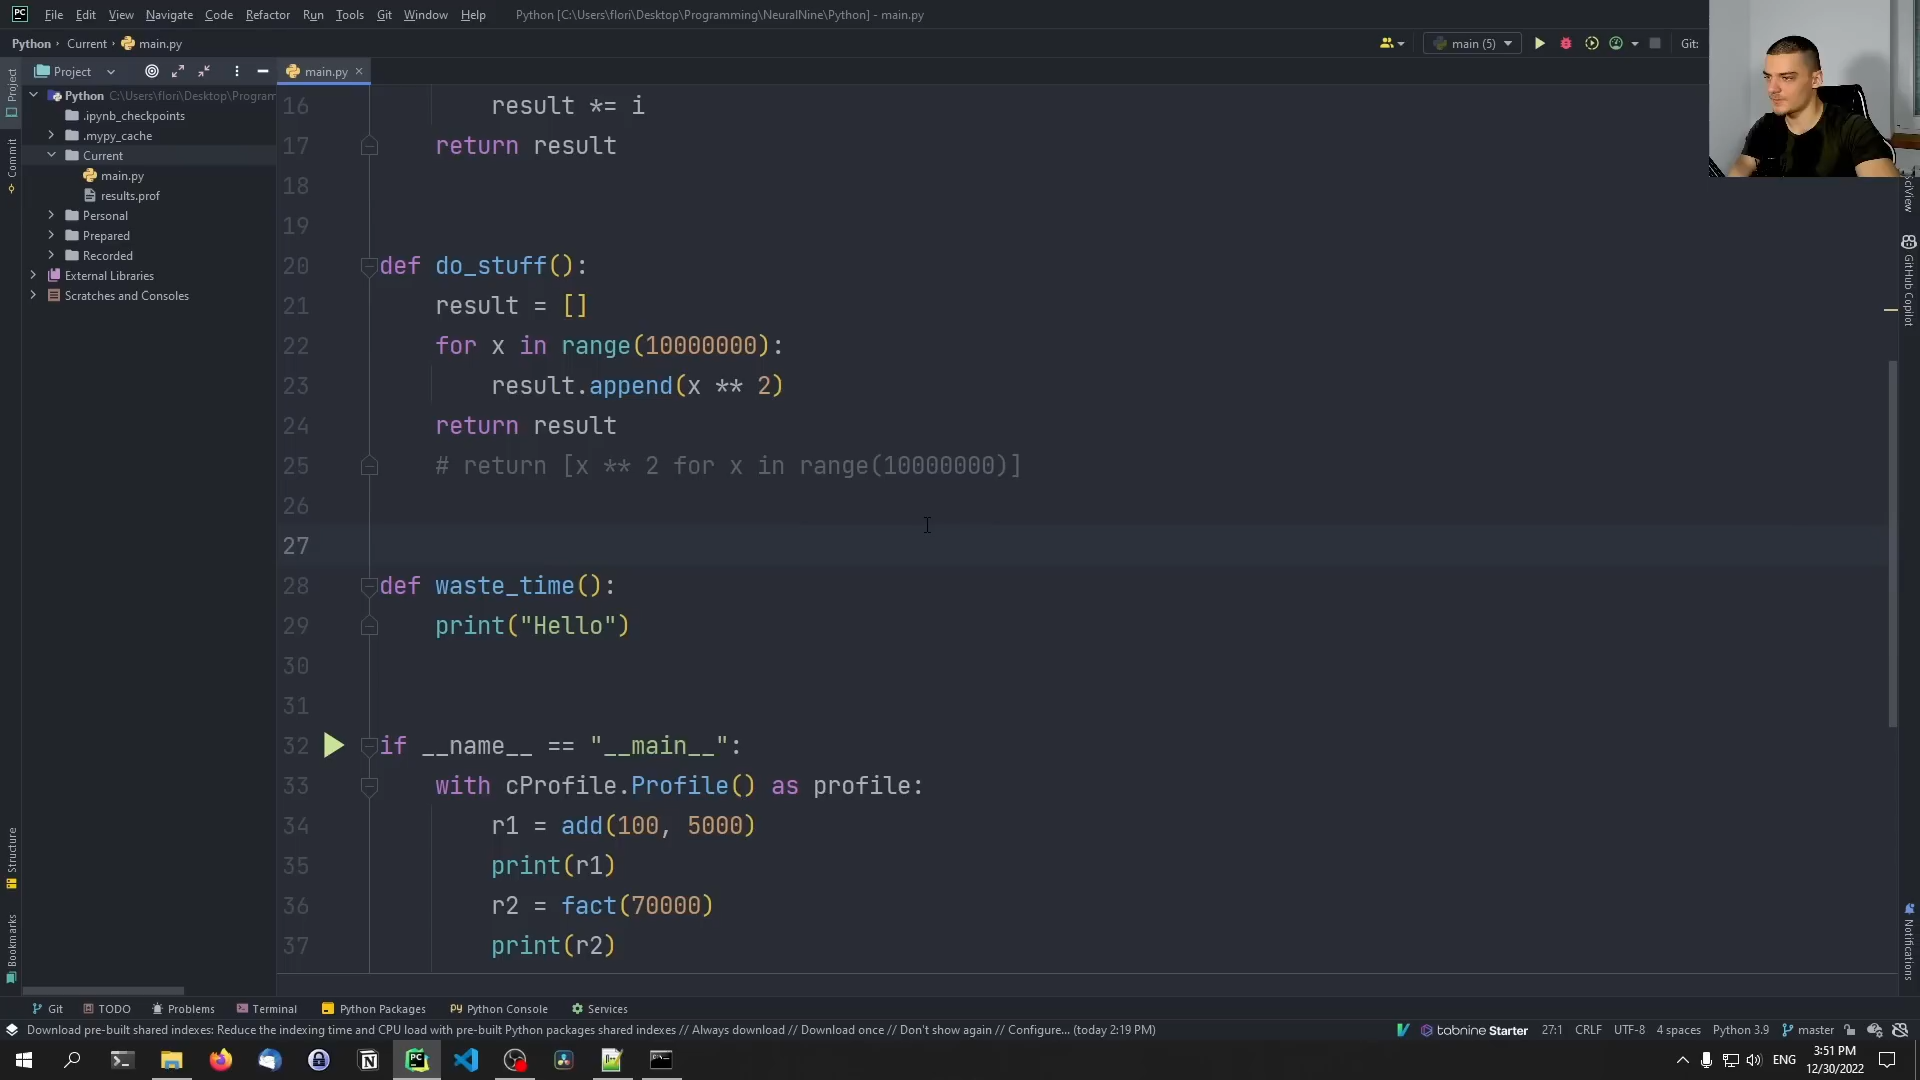 File Edit View Navigate Code Refactor Run Tools Git Window Help Python [C:\Users\flori\Desktop\Programming\NeuralNine\Python] - main.py
Python Current main.py main (5) Git:
Project main.py
Python C:\Users\flori\Desktop\Program
.ipynb_checkpoints
.mypy_cache
Current
main.py
results.prof
Personal
Prepared
Recorded
External Libraries
Scratches and Consoles
Project
Commit
Structure
Bookmarks
16 result *= i
17 return result
18
19
20 def do_stuff():
21 result = []
22 for x in range(10000000):
23 result.append(x ** 2)
24 return result
25 # return [x ** 2 for x in range(10000000)]
26
27
28 def waste_time():
29 print("Hello")
30
31
32 if __name__ == "__main__":
33 with cProfile.Profile() as profile:
34 r1 = add(100, 5000)
35 print(r1)
36 r2 = fact(70000)
37 print(r2)
SciView
GitHub Copilot
Notifications
Git TODO Problems Terminal Python Packages Python Console Services
Download pre-built shared indexes: Reduce the indexing time and CPU load with pre-built Python packages shared indexes // Always download // Download once // Don't show again // Configure... (today 2:19 PM) tabnine Starter 27:1 CRLF UTF-8 4 spaces Python 3.9 master
ENG 3:51 PM
12/30/2022